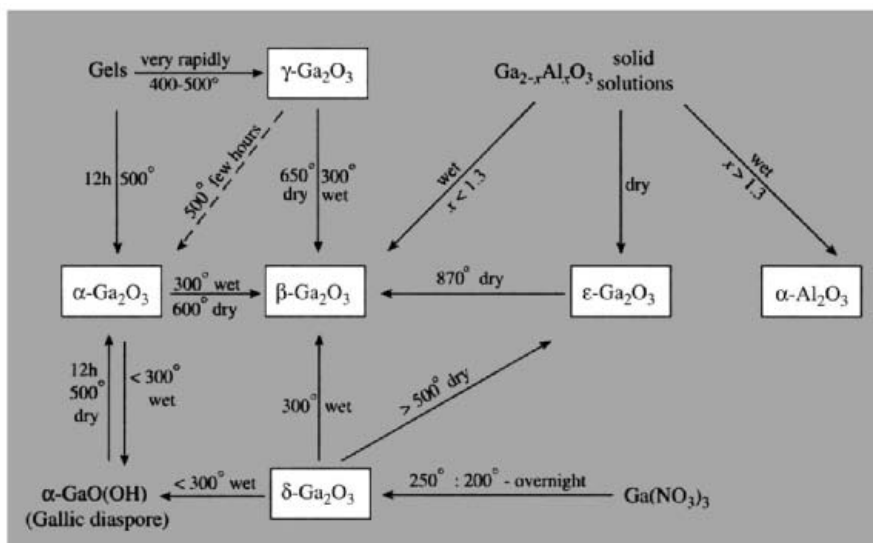 Gels
very rapidly
400-500°
γ-Ga₂O₃
Ga₂₋ₓAlₓO₃ solid
solutions
12h 500°
500° few hours
650° 300°
dry wet
wet
x < 1.3
dry
wet
x > 1.3
α-Ga₂O₃
300° wet
600° dry
β-Ga₂O₃
870° dry
ε-Ga₂O₃
α-Al₂O₃
12h
500°
dry
< 300°
wet
300° wet
> 500° dry
α-GaO(OH)
(Gallic diaspore)
< 300° wet
δ-Ga₂O₃
250° : 200° - overnight
Ga(NO₃)₃